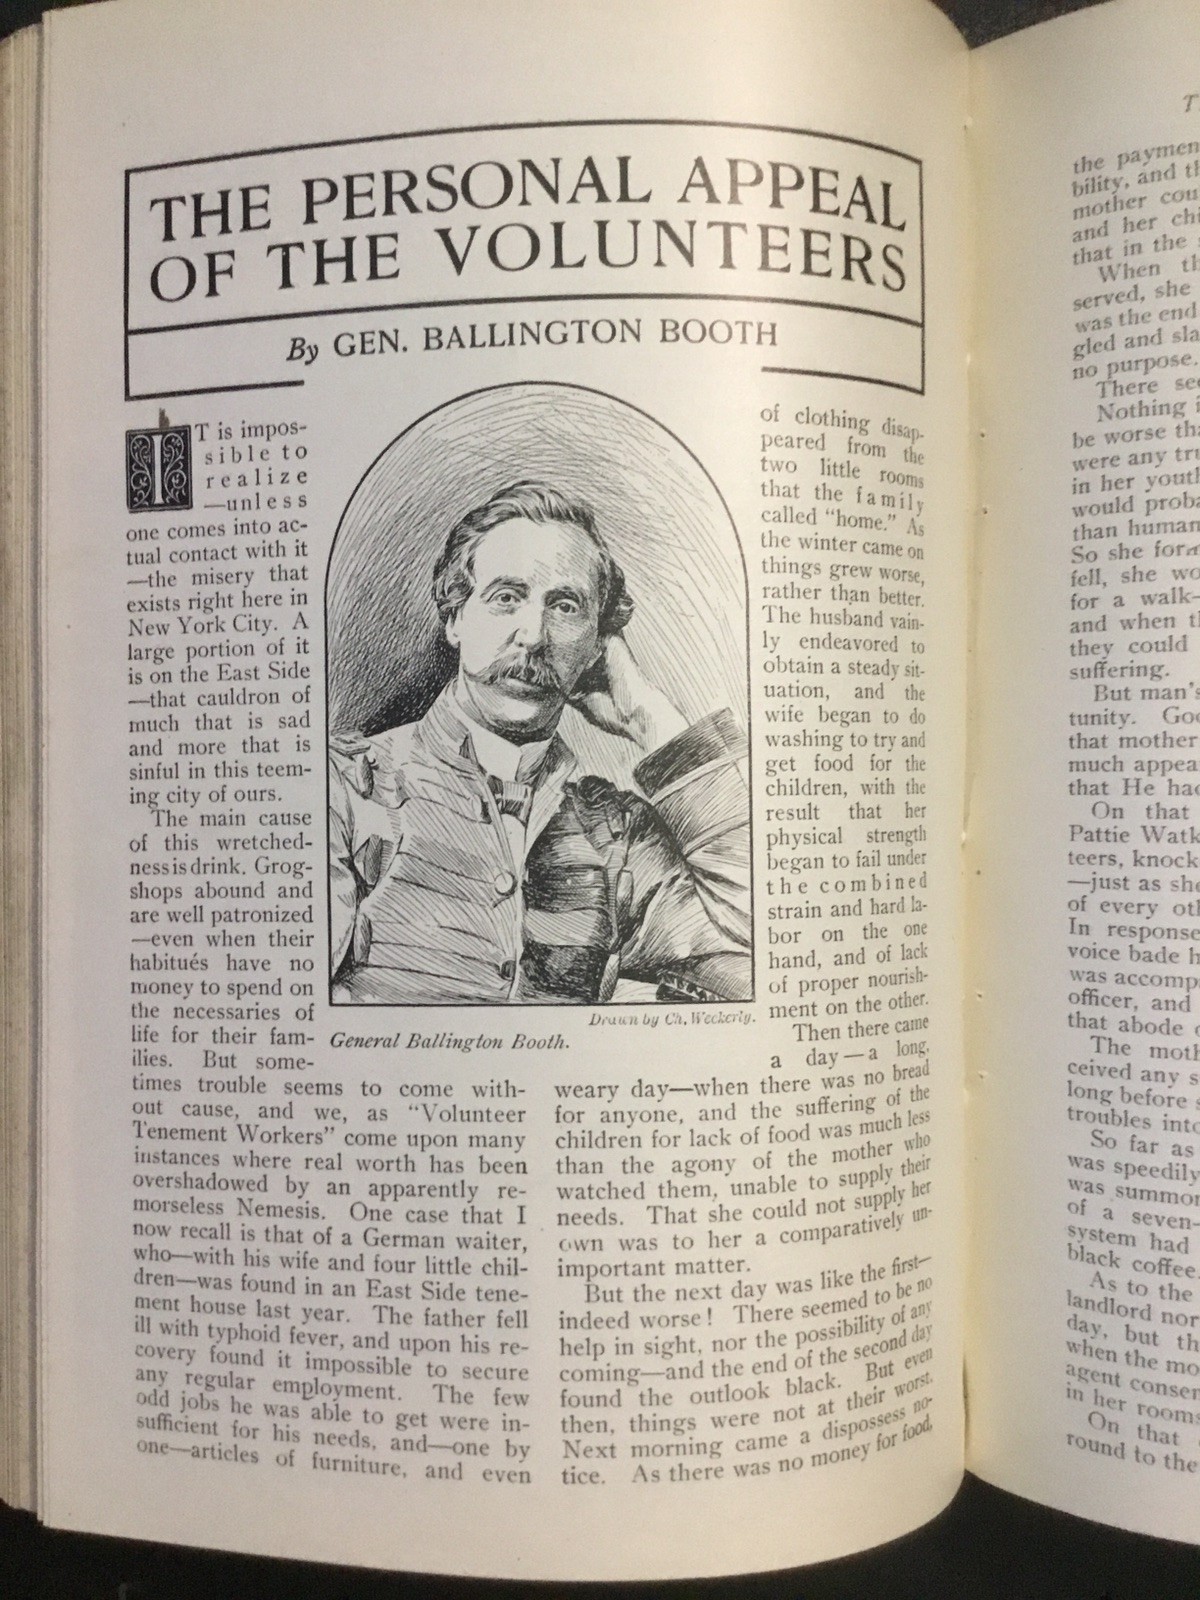 THE PERSONAL APPEAL
OF THE VOLUNTEERS
By GEN. BALLINGTON BOOTH
IT is impos-
sible to
realize
—unless
one comes into ac-
tual contact with it
—the misery that
exists right here in
New York City. A
large portion of it
is on the East Side
—that cauldron of
much that is sad
and more that is
sinful in this teem-
ing city of ours.
The main cause
of this wretched-
ness is drink. Grog-
shops abound and
are well patronized
—even when their
habitués have no
money to spend on
the necessaries of
life for their fam-
ilies. But some-
times trouble seems to come with-
out cause, and we, as "Volunteer
Tenement Workers" come upon many
instances where real worth has been
overshadowed by an apparently re-
morseless Nemesis. One case that I
now recall is that of a German waiter,
who—with his wife and four little chil-
dren—was found in an East Side tene-
ment house last year. The father fell
ill with typhoid fever, and upon his re-
covery found it impossible to secure
any regular employment. The few
odd jobs he was able to get were in-
sufficient for his needs, and—one by
one—articles of furniture, and even
Drawn by Ch. Weckerly.
General Ballington Booth.
of clothing disap-
peared from the
two little rooms
that the family
called "home." As
the winter came on
things grew worse,
rather than better.
The husband vain-
ly endeavored to
obtain a steady sit-
uation, and the
wife began to do
washing to try and
get food for the
children, with the
result that her
physical strength
began to fail under
the combined
strain and hard la-
bor on the one
hand, and of lack
of proper nourish-
ment on the other.
Then there came
a day—a long,
weary day—when there was no bread
for anyone, and the suffering of the
children for lack of food was much less
than the agony of the mother who
watched them, unable to supply their
needs. That she could not supply her
own was to her a comparatively un-
important matter.
But the next day was like the first—
indeed worse! There seemed to be no
help in sight, nor the possibility of any
coming—and the end of the second day
found the outlook black. But even
then, things were not at their worst.
Next morning came a dispossess no-
tice. As there was no money for food,
T
the paymen
bility, and th
mother cou
and her chi
that in the
When th
served, she
was the end
gled and sla
no purpose.
There see
Nothing i
be worse tha
were any tru
in her youth
would proba
than human
So she form
fell, she wo
for a walk—
and when th
they could
suffering.
But man's
tunity. Goo
that mother
much appea
that He had
On that
Pattie Watk
teers, knock
—just as she
of every oth
In response
voice bade h
was accomp
officer, and
that abode o
The moth
ceived any s
long before s
troubles into
So far as
was speedily
was summon
of a seven-
system had
black coffee.
As to the
landlord nor
day, but th
when the mo
agent consen
in her rooms
On that
round to the